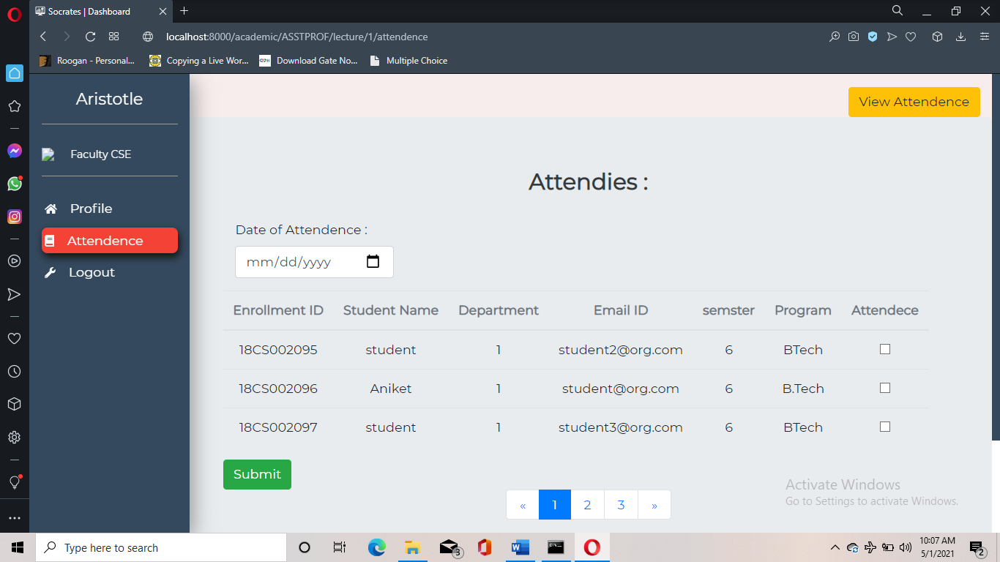 Socrates | Dashboard
localhost:8000/academic/ASSTPROF/lecture/1/attendence
Roogan - Personal... Copying a Live Wor... Download Gate No... Multiple Choice
Aristotle
View Attendence
Faculty CSE
Profile
Attendence
Logout
Attendies :
Date of Attendence :
mm/dd/yyyy
Enrollment ID Student Name Department Email ID semster Program Attendece
18CS002095 student 1 student2@org.com 6 BTech
18CS002096 Aniket 1 student@org.com 6 B.Tech
18CS002097 student 1 student3@org.com 6 BTech
Submit
« 1 2 3 »
Activate Windows
Go to Settings to activate Windows.
Type here to search
3
10:07 AM
5/1/2021
2